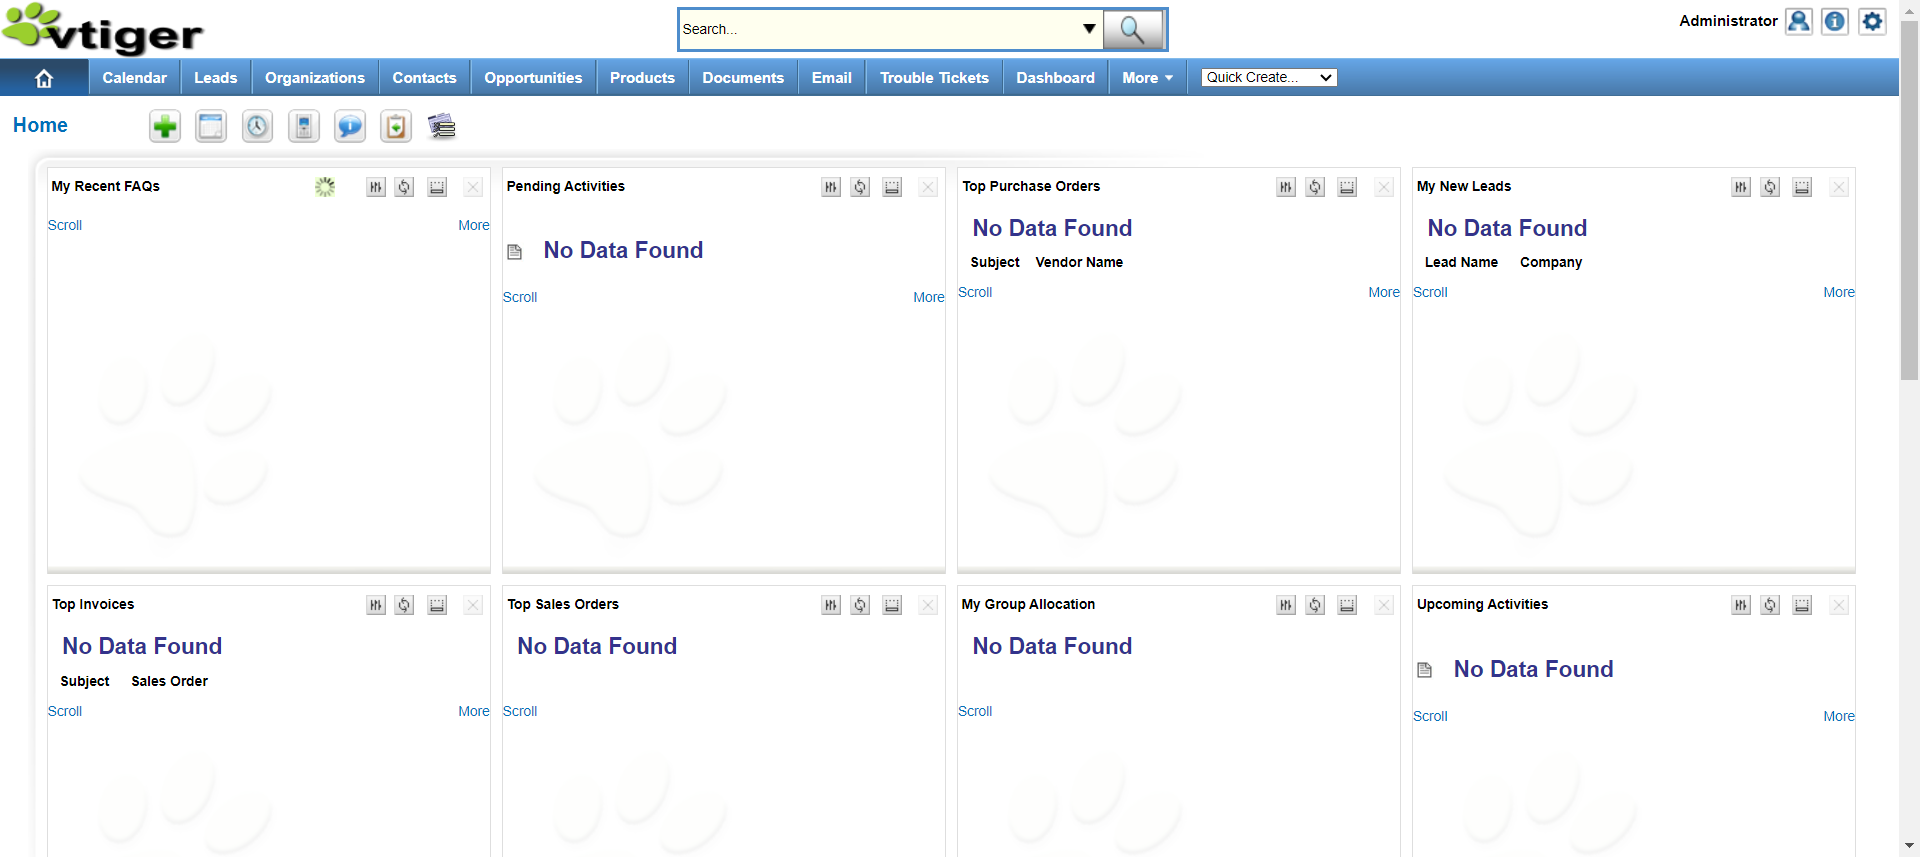 vtiger
Search...
Administrator
Calendar Leads Organizations Contacts Opportunities Products Documents Email Trouble Tickets Dashboard More Quick Create...
Home
My Recent FAQs
Scroll More
Pending Activities
No Data Found
Scroll More
Top Purchase Orders
No Data Found
Subject Vendor Name
Scroll More
My New Leads
No Data Found
Lead Name Company
Scroll More
Top Invoices
No Data Found
Subject Sales Order
Scroll More
Top Sales Orders
No Data Found
Scroll
My Group Allocation
No Data Found
Scroll
Upcoming Activities
No Data Found
Scroll More